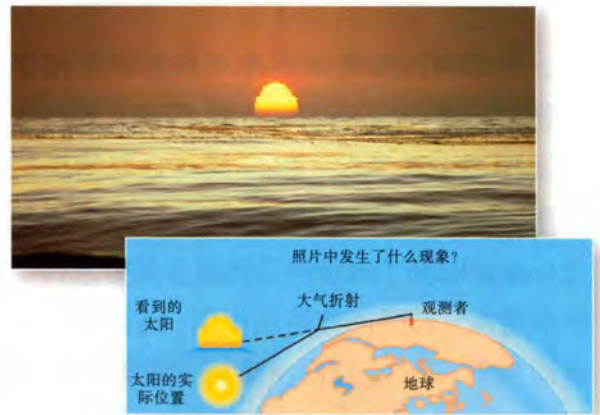 照片中发生了什么现象?
看到的
太阳
大气折射
观测者
太阳的实
际位置
地球